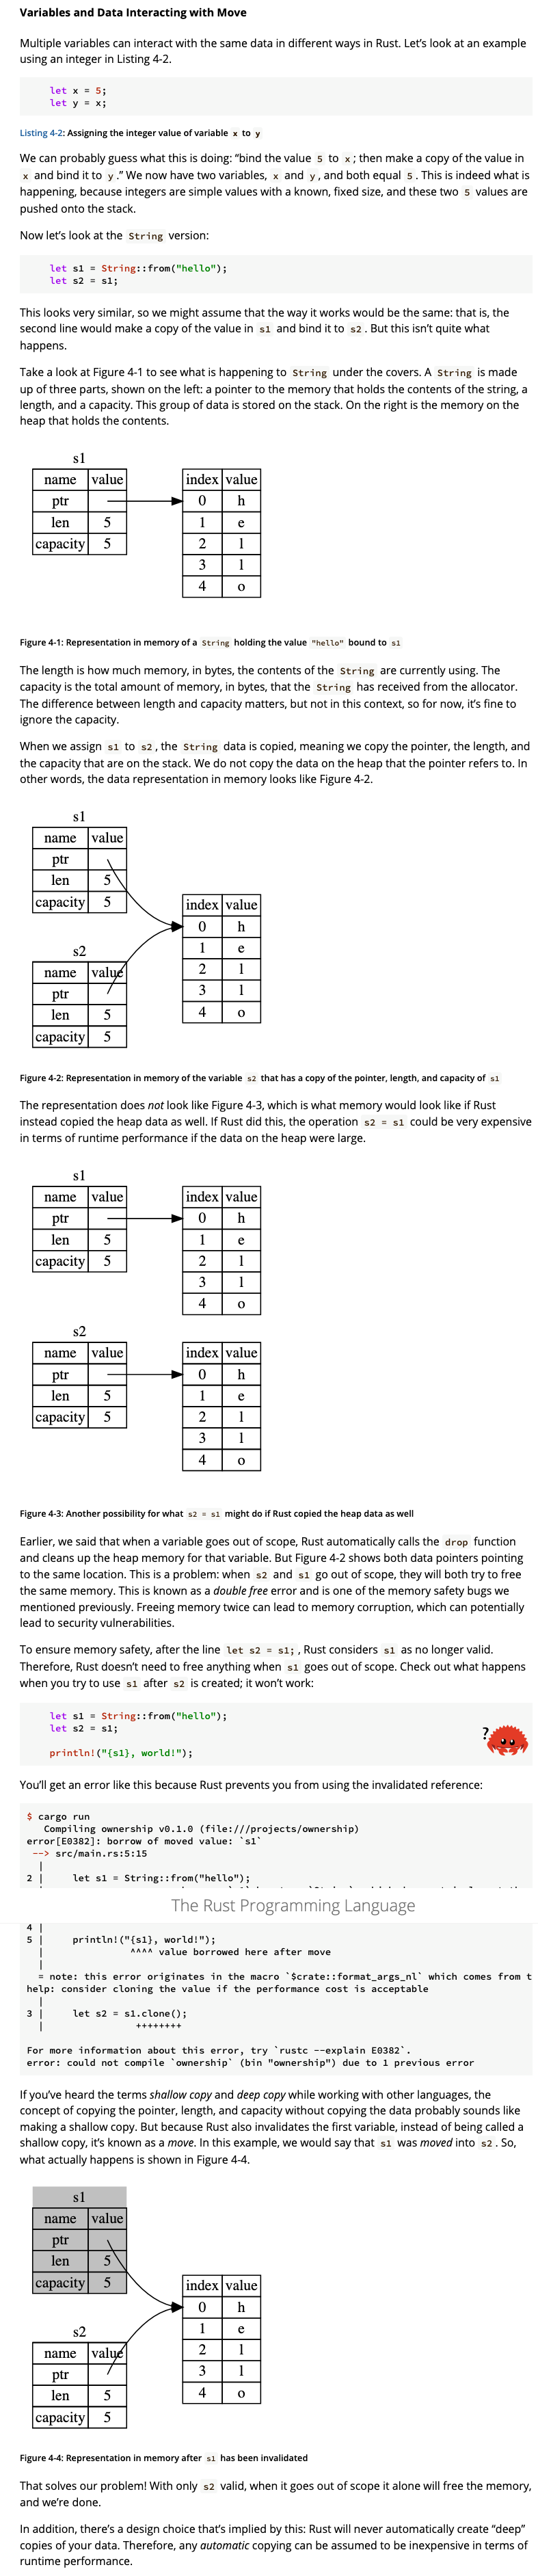 Variables and Data Interacting with Move
Multiple variables can interact with the same data in different ways in Rust. Let’s look at an example
using an integer in Listing 4-2.
let x = 5;
let y = x;
Listing 4-2: Assigning the integer value of variable x to y
We can probably guess what this is doing: “bind the value 5 to x; then make a copy of the value in
x and bind it to y.” We now have two variables, x and y, and both equal 5. This is indeed what is
happening, because integers are simple values with a known, fixed size, and these two 5 values are
pushed onto the stack.
Now let’s look at the String version:
let s1 = String::from("hello");
let s2 = s1;
This looks very similar, so we might assume that the way it works would be the same: that is, the
second line would make a copy of the value in s1 and bind it to s2. But this isn’t quite what
happens.
Take a look at Figure 4-1 to see what is happening to String under the covers. A String is made
up of three parts, shown on the left: a pointer to the memory that holds the contents of the string, a
length, and a capacity. This group of data is stored on the stack. On the right is the memory on the
heap that holds the contents.
s1
name value index value
ptr 0 h
len 5 1 e
capacity 5 2 l
3 l
4 o
Figure 4-1: Representation in memory of a String holding the value "hello" bound to s1
The length is how much memory, in bytes, the contents of the String are currently using. The
capacity is the total amount of memory, in bytes, that the String has received from the allocator.
The difference between length and capacity matters, but not in this context, so for now, it’s fine to
ignore the capacity.
When we assign s1 to s2, the String data is copied, meaning we copy the pointer, the length, and
the capacity that are on the stack. We do not copy the data on the heap that the pointer refers to. In
other words, the data representation in memory looks like Figure 4-2.
s1
name value
ptr
len 5
capacity 5
index value
0 h
1 e
2 l
3 l
4 o
s2
name value
ptr
len 5
capacity 5
Figure 4-2: Representation in memory of the variable s2 that has a copy of the pointer, length, and capacity of s1
The representation does not look like Figure 4-3, which is what memory would look like if Rust
instead copied the heap data as well. If Rust did this, the operation s2 = s1 could be very expensive
in terms of runtime performance if the data on the heap were large.
s1
name value index value
ptr 0 h
len 5 1 e
capacity 5 2 l
3 l
4 o
s2
name value index value
ptr 0 h
len 5 1 e
capacity 5 2 l
3 l
4 o
Figure 4-3: Another possibility for what s2 = s1 might do if Rust copied the heap data as well
Earlier, we said that when a variable goes out of scope, Rust automatically calls the drop function
and cleans up the heap memory for that variable. But Figure 4-2 shows both data pointers pointing
to the same location. This is a problem: when s2 and s1 go out of scope, they will both try to free
the same memory. This is known as a double free error and is one of the memory safety bugs we
mentioned previously. Freeing memory twice can lead to memory corruption, which can potentially
lead to security vulnerabilities.
To ensure memory safety, after the line let s2 = s1;, Rust considers s1 as no longer valid.
Therefore, Rust doesn’t need to free anything when s1 goes out of scope. Check out what happens
when you try to use s1 after s2 is created; it won’t work:
let s1 = String::from("hello");
let s2 = s1;
?
println!("{s1}, world!");
You’ll get an error like this because Rust prevents you from using the invalidated reference:
$ cargo run
Compiling ownership v0.1.0 (file:///projects/ownership)
error[E0382]: borrow of moved value: `s1`
--> src/main.rs:5:15
|
2 | let s1 = String::from("hello");
The Rust Programming Language
4 |
5 | println!("{s1}, world!");
| ^^^^ value borrowed here after move
|
= note: this error originates in the macro `$crate::format_args_nl` which comes from t
help: consider cloning the value if the performance cost is acceptable
|
3 | let s2 = s1.clone();
| ++++++++
For more information about this error, try `rustc --explain E0382`.
error: could not compile `ownership` (bin "ownership") due to 1 previous error
If you’ve heard the terms shallow copy and deep copy while working with other languages, the
concept of copying the pointer, length, and capacity without copying the data probably sounds like
making a shallow copy. But because Rust also invalidates the first variable, instead of being called a
shallow copy, it’s known as a move. In this example, we would say that s1 was moved into s2. So,
what actually happens is shown in Figure 4-4.
s1
name value
ptr
len 5
capacity 5
index value
0 h
1 e
2 l
3 l
4 o
s2
name value
ptr
len 5
capacity 5
Figure 4-4: Representation in memory after s1 has been invalidated
That solves our problem! With only s2 valid, when it goes out of scope it alone will free the memory,
and we’re done.
In addition, there’s a design choice that’s implied by this: Rust will never automatically create “deep”
copies of your data. Therefore, any automatic copying can be assumed to be inexpensive in terms of
runtime performance.